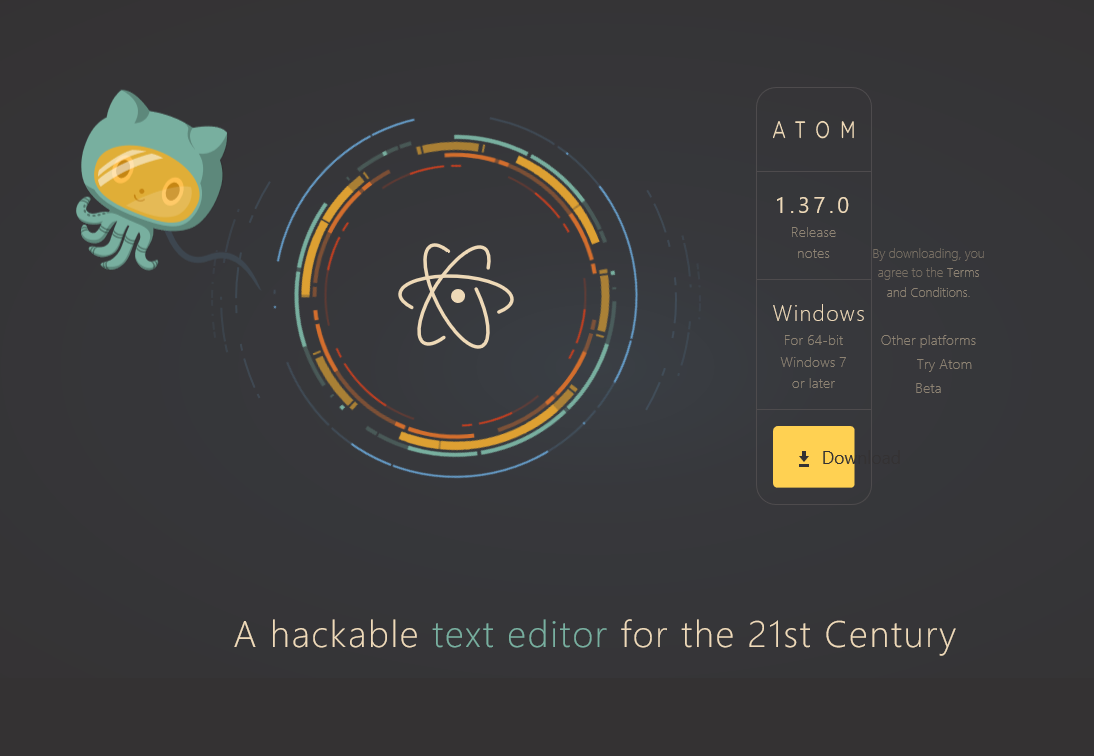 ATOM
1.37.0
Release
notes
Windows
For 64-bit
Windows 7
or later
Download
By downloading, you
agree to the Terms
and Conditions.
Other platforms
Try Atom
Beta
A hackable text editor for the 21st Century